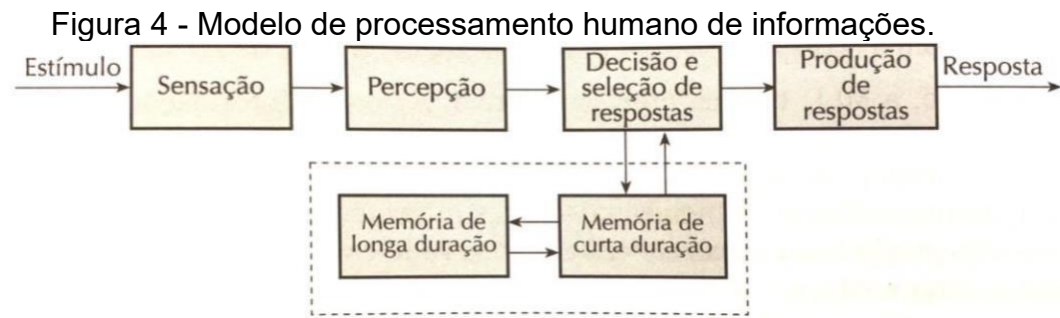 Figura 4 - Modelo de processamento humano de informações.
Estímulo
Sensação
Percepção
Decisão e
seleção de
respostas
Produção
de
respostas
Resposta
Memória de
longa duração
Memória de
curta duração